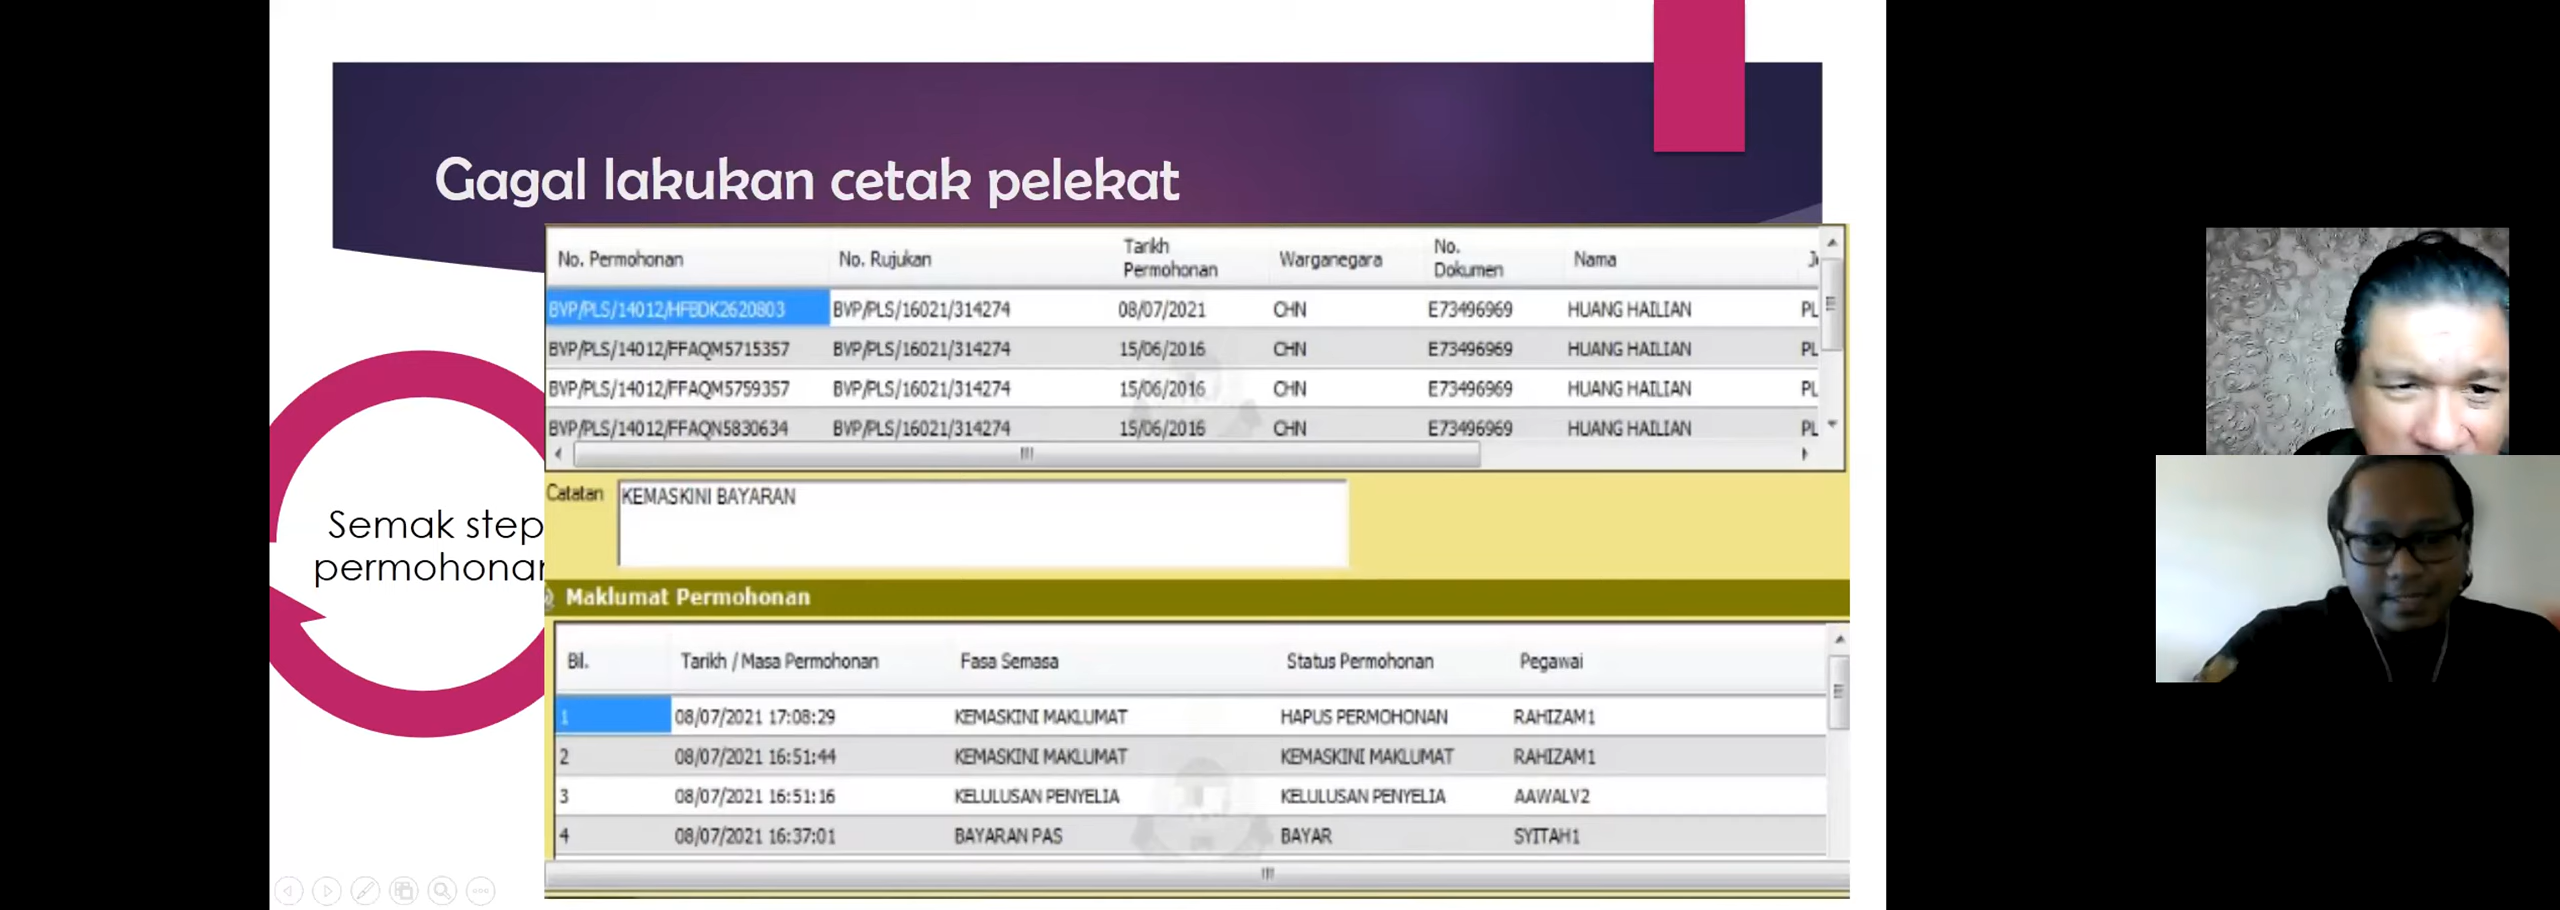 Gagal lakukan cetak pelekat
Semak step
permohonan
No. Permohonan No. Rujukan Tarikh Permohonan Warganegara No. Dokumen Nama
BVP/PLS/14012/HFBDK2620803 BVP/PLS/16021/314274 08/07/2021 CHN E73496969 HUANG HAILIAN PL
BVP/PLS/14012/FFAQM5715357 BVP/PLS/16021/314274 15/06/2016 CHN E73496969 HUANG HAILIAN PL
BVP/PLS/14012/FFAQM5759357 BVP/PLS/16021/314274 15/06/2016 CHN E73496969 HUANG HAILIAN PL
BVP/PLS/14012/FFAQN5830634 BVP/PLS/16021/314274 15/06/2016 CHN E73496969 HUANG HAILIAN PL
Catatan KEMASKINI BAYARAN
Maklumat Permohonan
Bil. Tarikh / Masa Permohonan Fasa Semasa Status Permohonan Pegawai
1 08/07/2021 17:08:29 KEMASKINI MAKLUMAT HAPUS PERMOHONAN RAHIZAM1
2 08/07/2021 16:51:44 KEMASKINI MAKLUMAT KEMASKINI MAKLUMAT RAHIZAM1
3 08/07/2021 16:51:16 KELULUSAN PENYELIA KELULUSAN PENYELIA AAWALV2
4 08/07/2021 16:37:01 BAYARAN PAS BAYAR SYITAH1